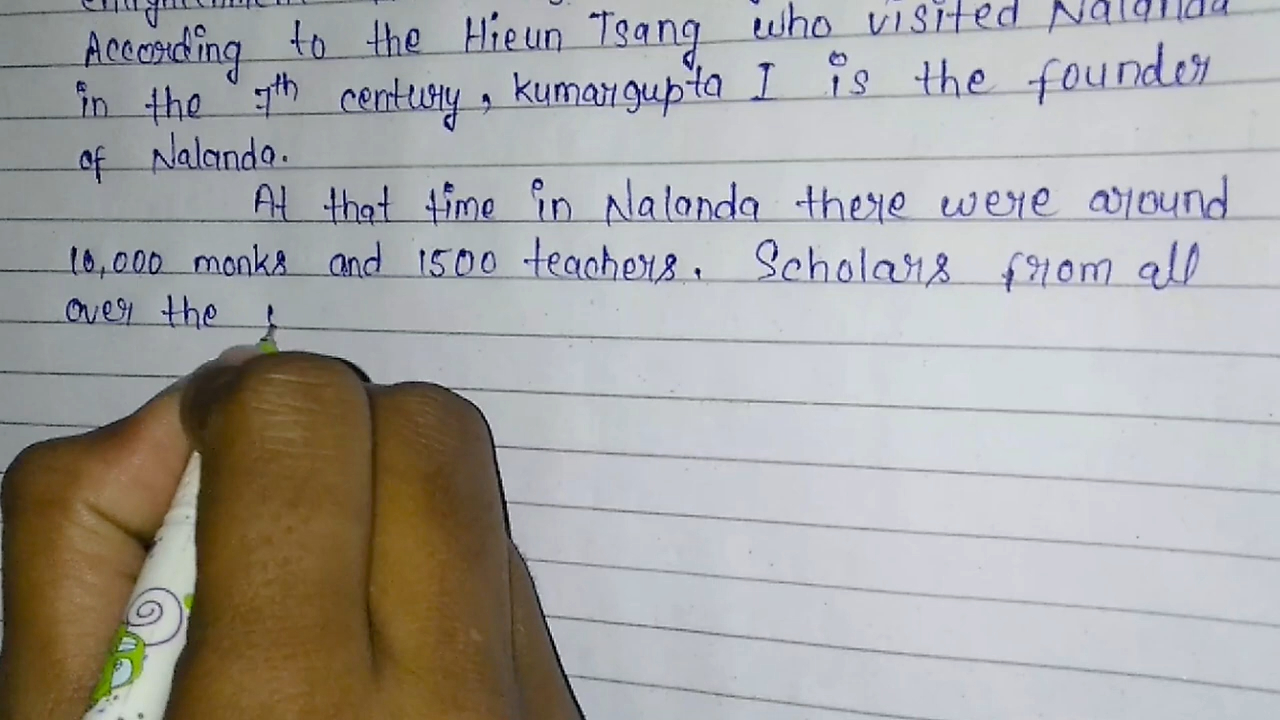 According to the Hieun Tsang who visited Nalanda
in the 7th century, Kumargupta I is the founder
of Nalanda.
At that time in Nalanda there were around
10,000 monks and 1500 teachers. Scholars from all
over the